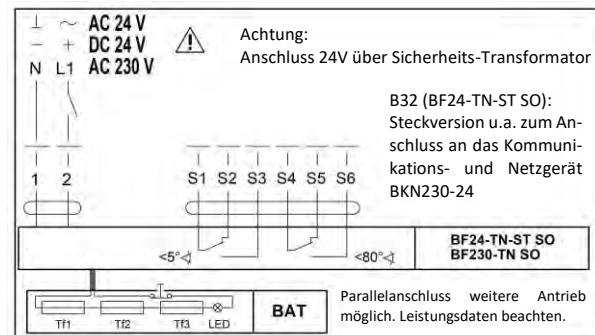 ⊥ ~ AC 24 V
− + DC 24 V
N L1 AC 230 V
Achtung:
Anschluss 24V über Sicherheits-Transformator
B32 (BF24-TN-ST SO):
Steckversion u.a. zum An-
schluss an das Kommuni-
kations- und Netzgerät
BKN230-24
1 2 S1 S2 S3 S4 S5 S6
<5° <80°
BF24-TN-ST SO
BF230-TN SO
Tf1 Tf2 Tf3 LED
BAT
Parallelanschluss weitere Antrieb
möglich. Leistungsdaten beachten.